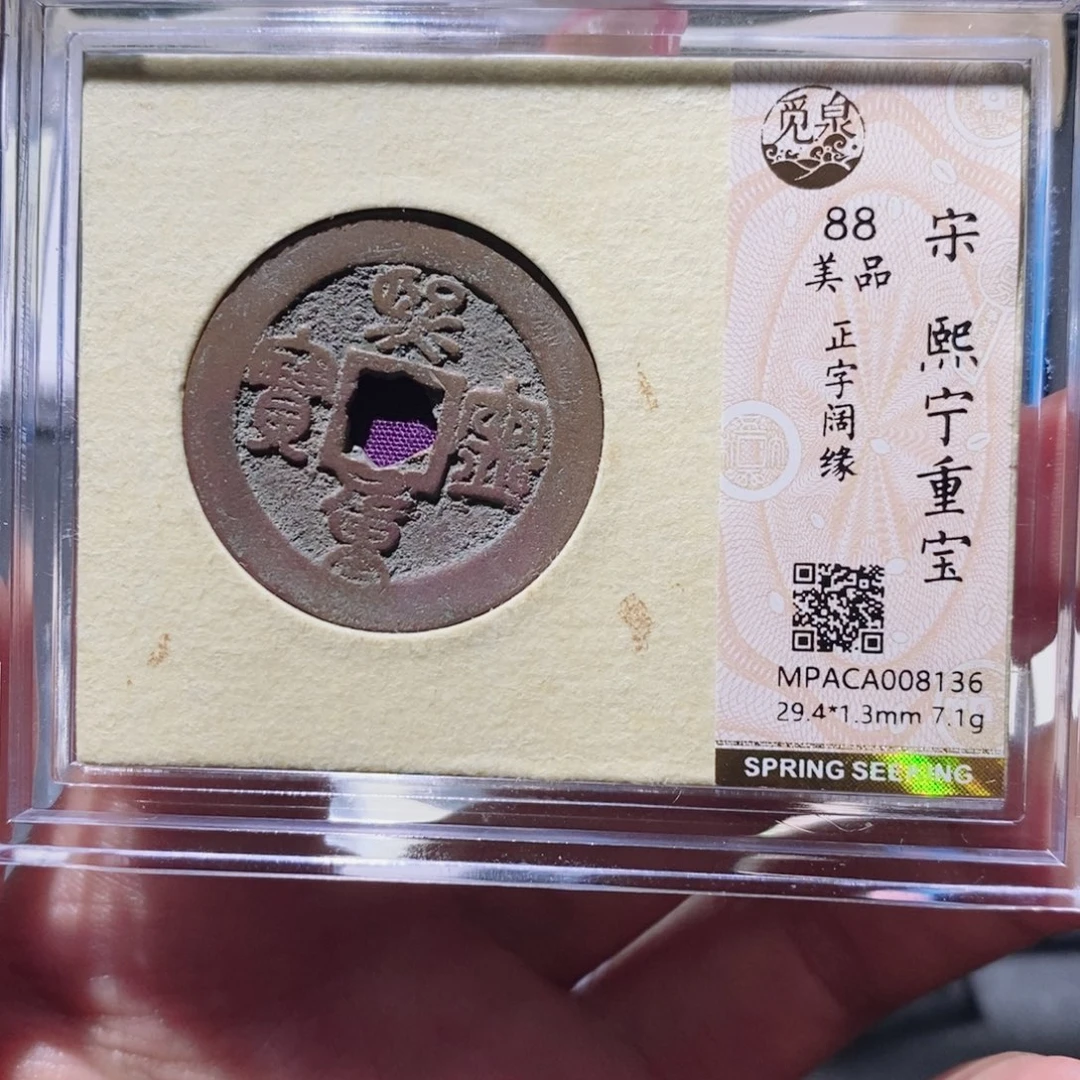 熙寧重寶
觅泉
宋 熙宁重宝
88
美品
正字阔缘
MPACA008136
29.4*1.3mm 7.1g
SPRING SEEKING